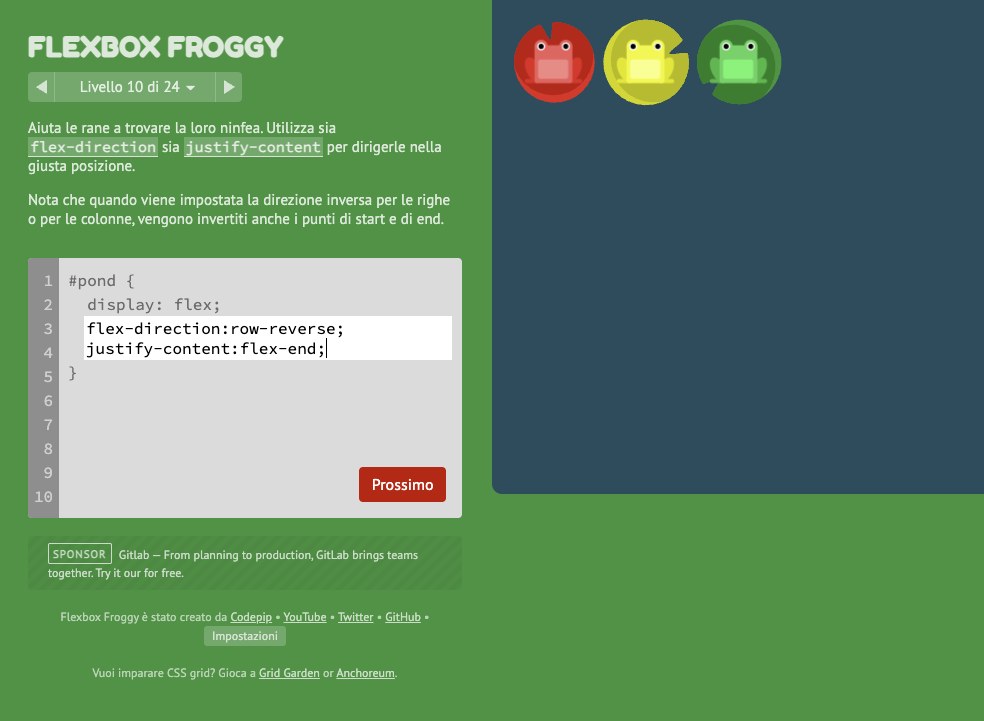 FLEXBOX FROGGY
Livello 10 di 24
Aiuta le rane a trovare la loro ninfea. Utilizza sia
flex-direction sia justify-content per dirigerle nella
giusta posizione.
Nota che quando viene impostata la direzione inversa per le righe
o per le colonne, vengono invertiti anche i punti di start e di end.
1 #pond {
2 display: flex;
3 flex-direction:row-reverse;
4 justify-content:flex-end;
5 }
6
7
8
9
10
Prossimo
SPONSOR Gitlab — From planning to production, GitLab brings teams
together. Try it our for free.
Flexbox Froggy è stato creato da Codepip • YouTube • Twitter • GitHub •
Impostazioni
Vuoi imparare CSS grid? Gioca a Grid Garden or Anchoreum.